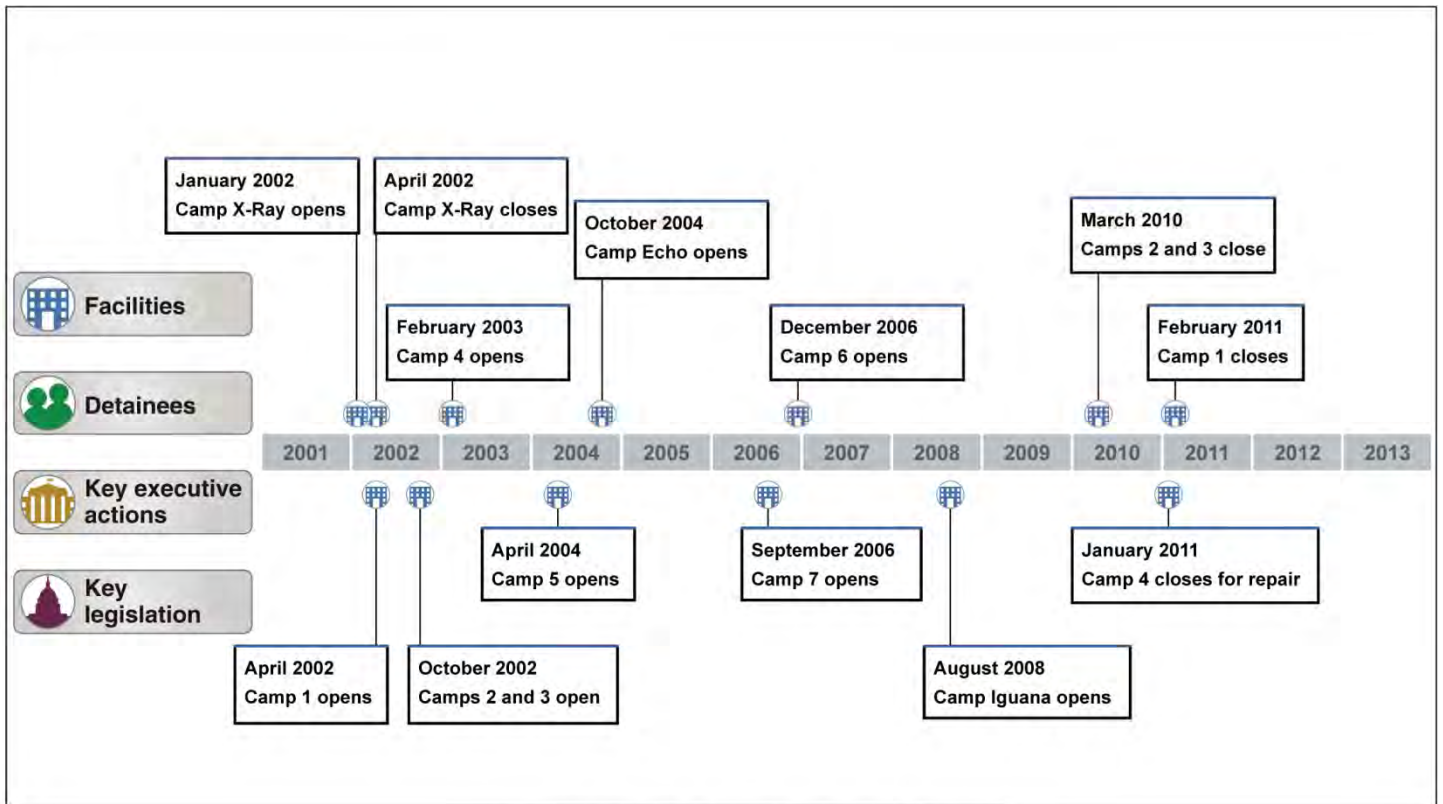 January 2002
Camp X-Ray opens
April 2002
Camp X-Ray closes
October 2004
Camp Echo opens
March 2010
Camps 2 and 3 close
Facilities
February 2003
Camp 4 opens
December 2006
Camp 6 opens
February 2011
Camp 1 closes
Detainees
2001 2002 2003 2004 2005 2006 2007 2008 2009 2010 2011 2012 2013
Key executive
actions
April 2004
Camp 5 opens
September 2006
Camp 7 opens
January 2011
Camp 4 closes for repair
Key
legislation
April 2002
Camp 1 opens
October 2002
Camps 2 and 3 open
August 2008
Camp Iguana opens